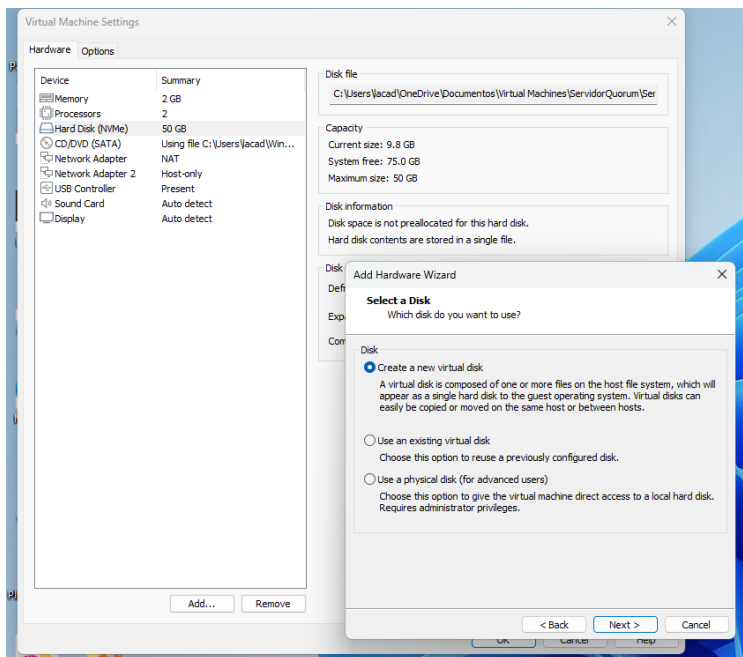 Virtual Machine Settings
Hardware Options
Device Summary
Memory 2 GB
Processors 2
Hard Disk (NVMe) 50 GB
CD/DVD (SATA) Using file C:\Users\lacad\Win...
Network Adapter NAT
Network Adapter 2 Host-only
USB Controller Present
Sound Card Auto detect
Display Auto detect
Add... Remove
Disk file
C:\Users\lacad\OneDrive\Documentos\Virtual Machines\ServidorQuorum\Ser
Capacity
Current size: 9.8 GB
System free: 75.0 GB
Maximum size: 50 GB
Disk information
Disk space is not preallocated for this hard disk.
Hard disk contents are stored in a single file.
Disk
Add Hardware Wizard
Select a Disk
Which disk do you want to use?
Disk
Create a new virtual disk
A virtual disk is composed of one or more files on the host file system, which will
appear as a single hard disk to the guest operating system. Virtual disks can
easily be copied or moved on the same host or between hosts.
Use an existing virtual disk
Choose this option to reuse a previously configured disk.
Use a physical disk (for advanced users)
Choose this option to give the virtual machine direct access to a local hard disk.
Requires administrator privileges.
< Back Next > Cancel
OK Cancel Help